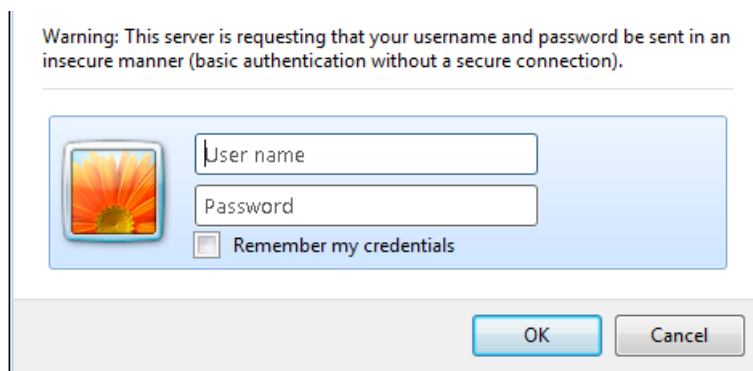 Warning: This server is requesting that your username and password be sent in an
insecure manner (basic authentication without a secure connection).
User name
Password
Remember my credentials
OK
Cancel